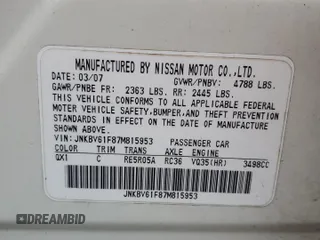 MANUFACTURED BY NISSAN MOTOR CO.,LTD.
DATE: 03/07 GVWR/PNBV: 4788 LBS.
GAWR/PNBE FR: 2363 LBS. RR: 2445 LBS.
THIS VEHICLE CONFORMS TO ALL APPLICABLE FEDERAL
MOTOR VEHICLE SAFETY,BUMPER,AND THEFT PREVENTION
STANDARDS IN EFFECT ON THE DATE OF MANUFACTURE
SHOWN ABOVE.
VIN: JNKBV61F87M815953 PASSENGER CAR
COLOR TRIM TRANS AXLE ENGINE
QX1 C RE5R05A RC36 VQ35(HR) 3498CC
JNKBV61F87M815953
DREAMBID